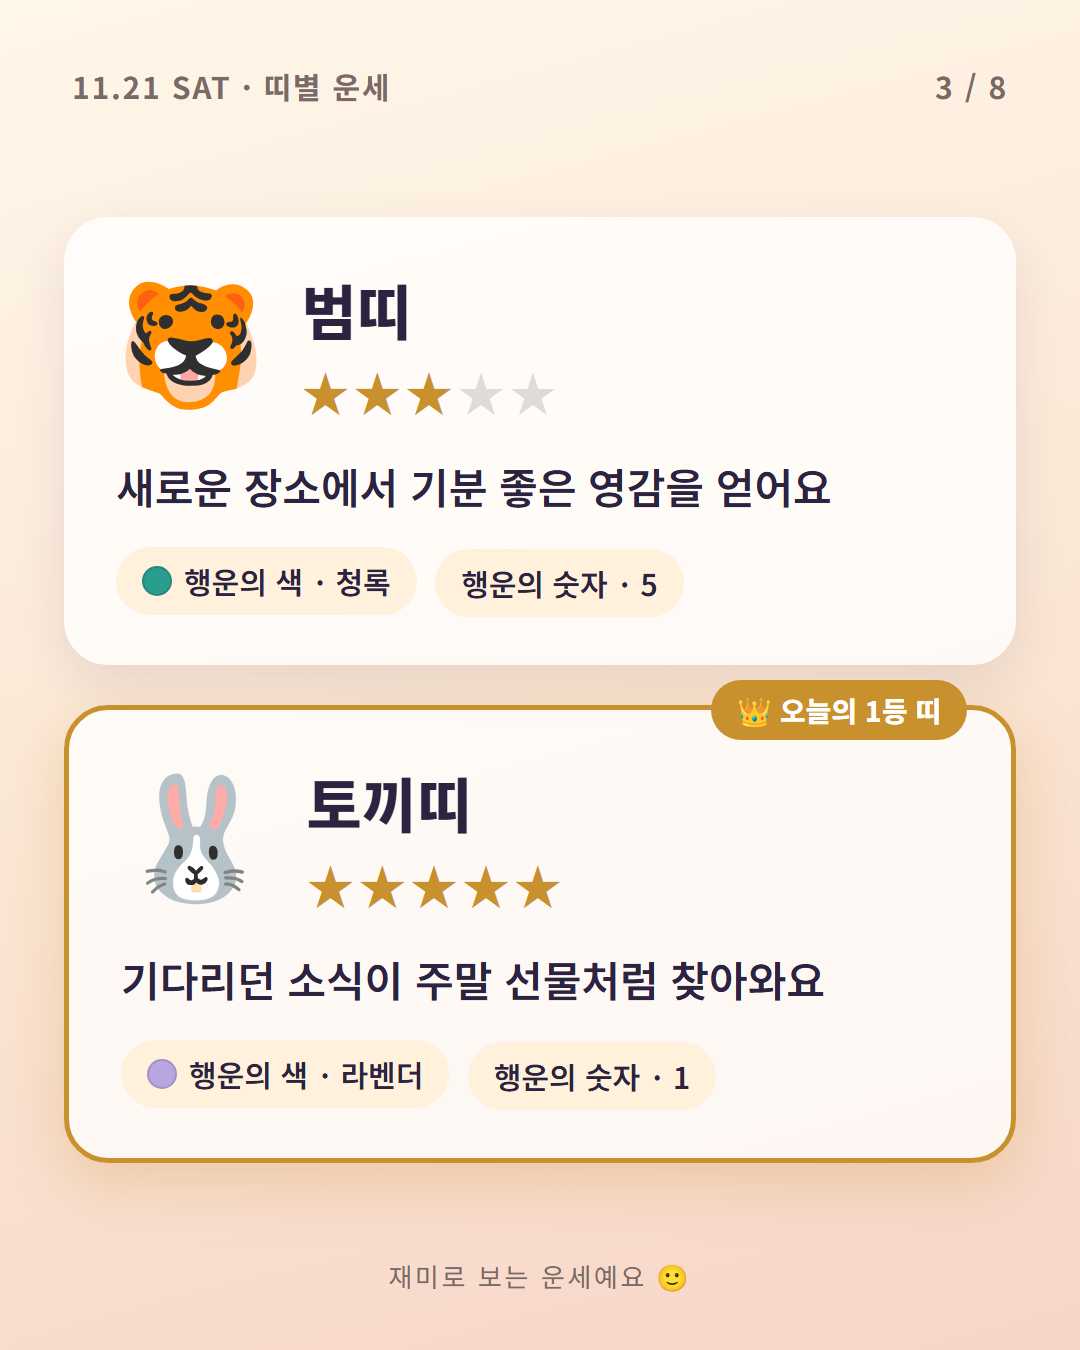 11.21 SAT · 띠별 운세
3 / 8
범띠
★★★★★
새로운 장소에서 기분 좋은 영감을 얻어요
행운의 색 · 청록
행운의 숫자 · 5
👑 오늘의 1등 띠
토끼띠
★★★★★
기다리던 소식이 주말 선물처럼 찾아와요
행운의 색 · 라벤더
행운의 숫자 · 1
재미로 보는 운세예요 🙂